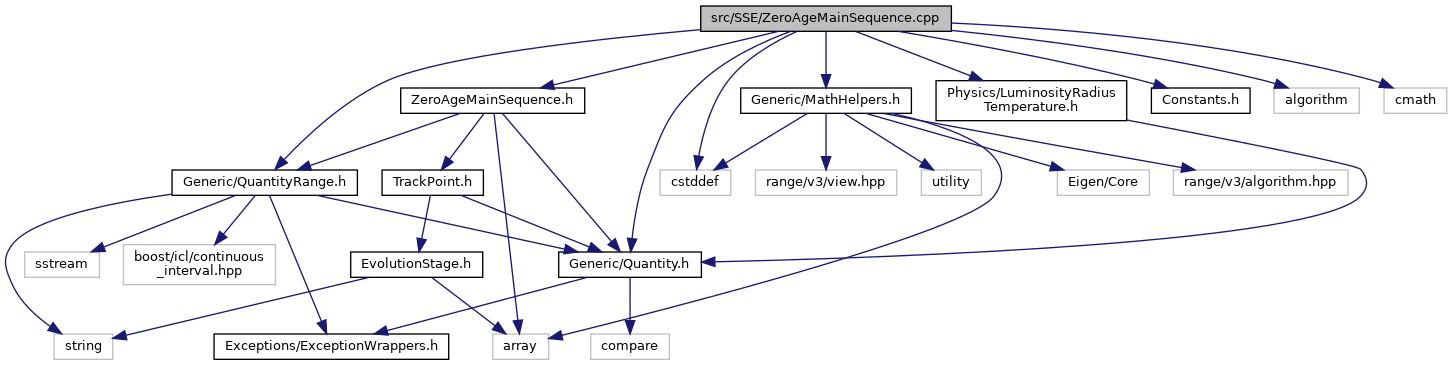 src/SSE/ZeroAgeMainSequence.cpp
ZeroAgeMainSequence.h
Generic/MathHelpers.h
Physics/LuminosityRadius
Temperature.h
Constants.h
algorithm
cmath
Generic/QuantityRange.h
TrackPoint.h
cstddef
range/v3/view.hpp
utility
Eigen/Core
range/v3/algorithm.hpp
sstream
boost/icl/continuous
_interval.hpp
EvolutionStage.h
Generic/Quantity.h
string
Exceptions/ExceptionWrappers.h
array
compare